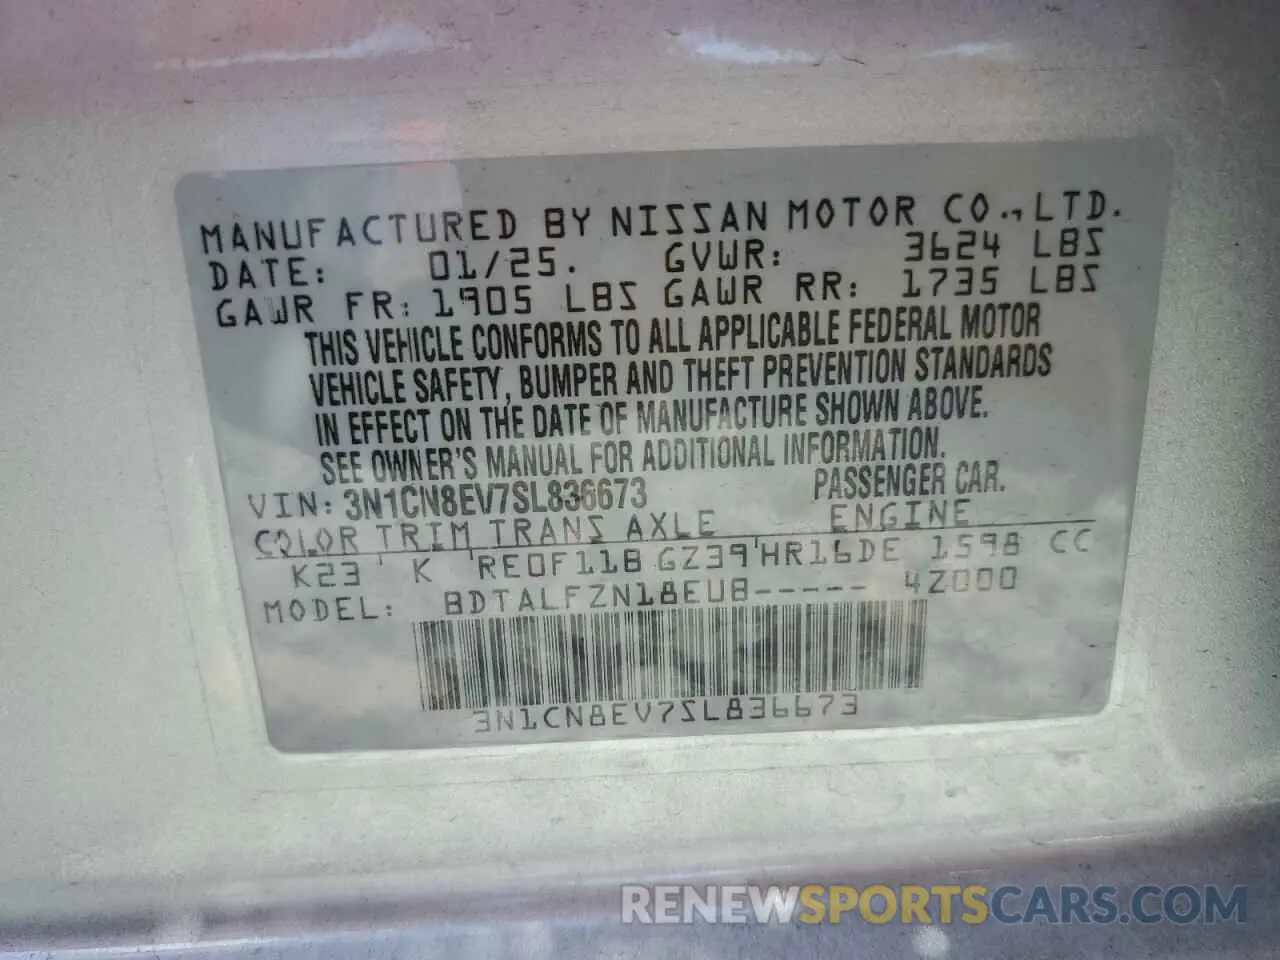 MANUFACTURED BY NISSAN MOTOR CO., LTD.
DATE: 01/25. GVWR: 3624 LBS
GAWR FR: 1905 LBS GAWR RR: 1735 LBS
THIS VEHICLE CONFORMS TO ALL APPLICABLE FEDERAL MOTOR
VEHICLE SAFETY, BUMPER AND THEFT PREVENTION STANDARDS
IN EFFECT ON THE DATE OF MANUFACTURE SHOWN ABOVE.
SEE OWNER'S MANUAL FOR ADDITIONAL INFORMATION.
VIN: 3N1CN8EV7SL836673 PASSENGER CAR.
COLOR TRIM TRANS AXLE ENGINE
K23 K RE0F11B GZ39 HR16DE 1598 CC
MODEL: BDTALFZN18EUB----- 4Z000
3N1CN8EV7SL836673
RENEWSPORTSCARS.COM